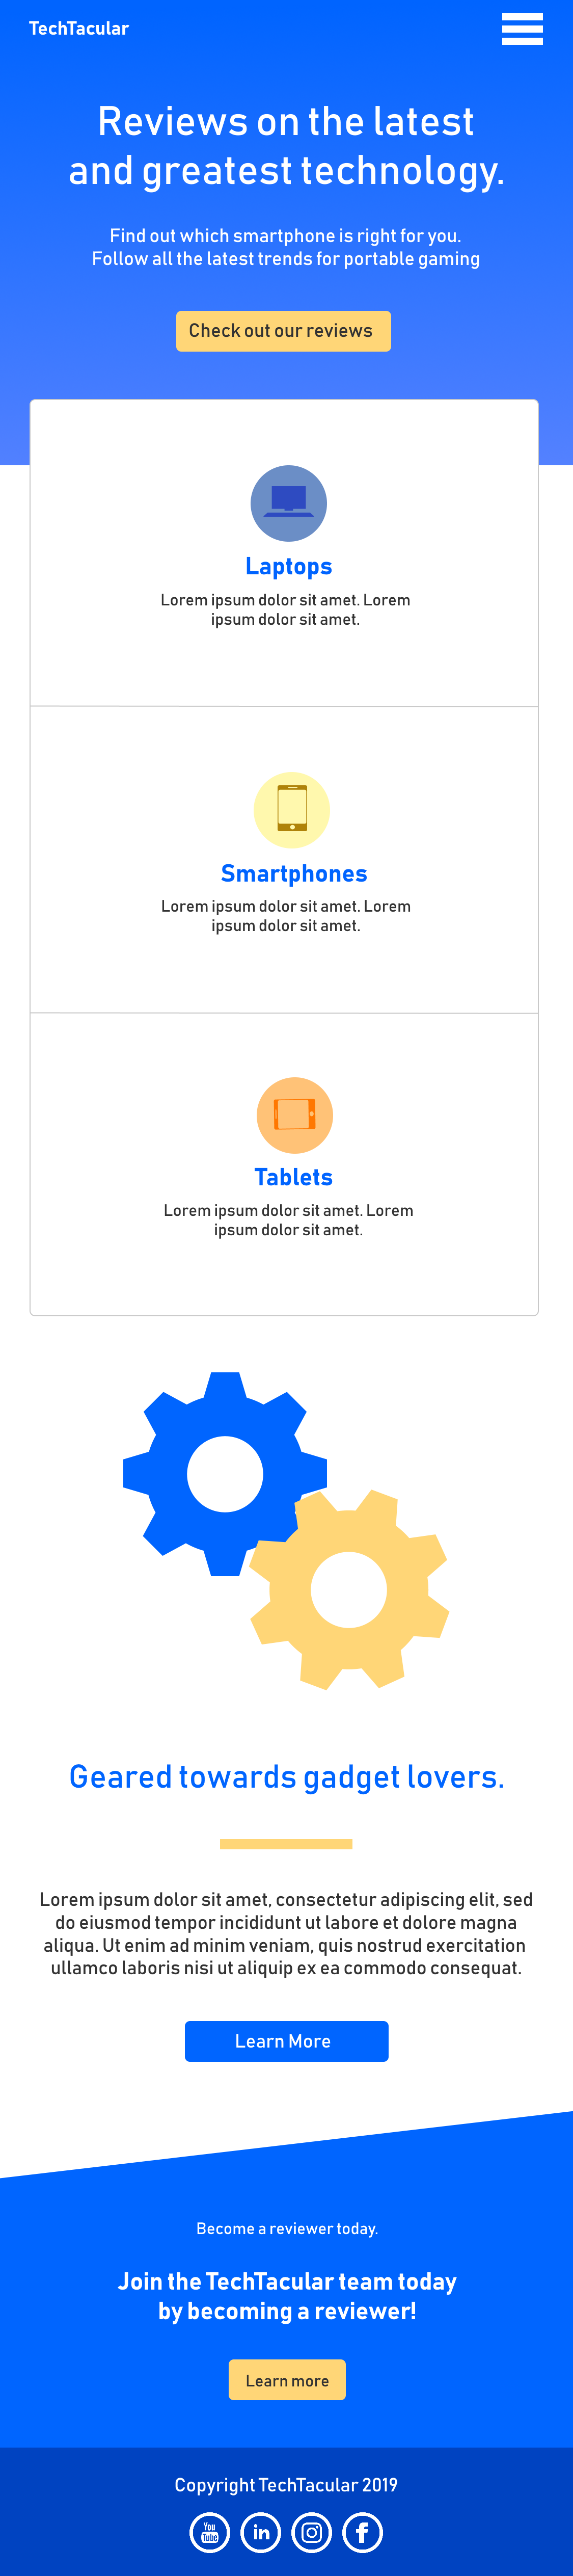 TechTacular
Reviews on the latest
and greatest technology.
Find out which smartphone is right for you.
Follow all the latest trends for portable gaming
Check out our reviews
Laptops
Lorem ipsum dolor sit amet. Lorem
ipsum dolor sit amet.
Smartphones
Lorem ipsum dolor sit amet. Lorem
ipsum dolor sit amet.
Tablets
Lorem ipsum dolor sit amet. Lorem
ipsum dolor sit amet.
Geared towards gadget lovers.
Lorem ipsum dolor sit amet, consectetur adipiscing elit, sed
do eiusmod tempor incididunt ut labore et dolore magna
aliqua. Ut enim ad minim veniam, quis nostrud exercitation
ullamco laboris nisi ut aliquip ex ea commodo consequat.
Learn More
Become a reviewer today.
Join the TechTacular team today
by becoming a reviewer!
Learn more
Copyright TechTacular 2019
You
Tube
in
f